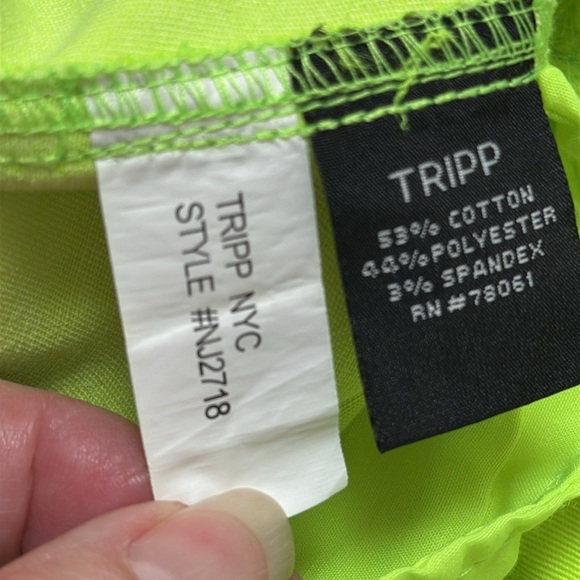 TRIPP NYC
STYLE #NJ2718
TRIPP
53% COTTON
44% POLYESTER
3% SPANDEX
RN #78061